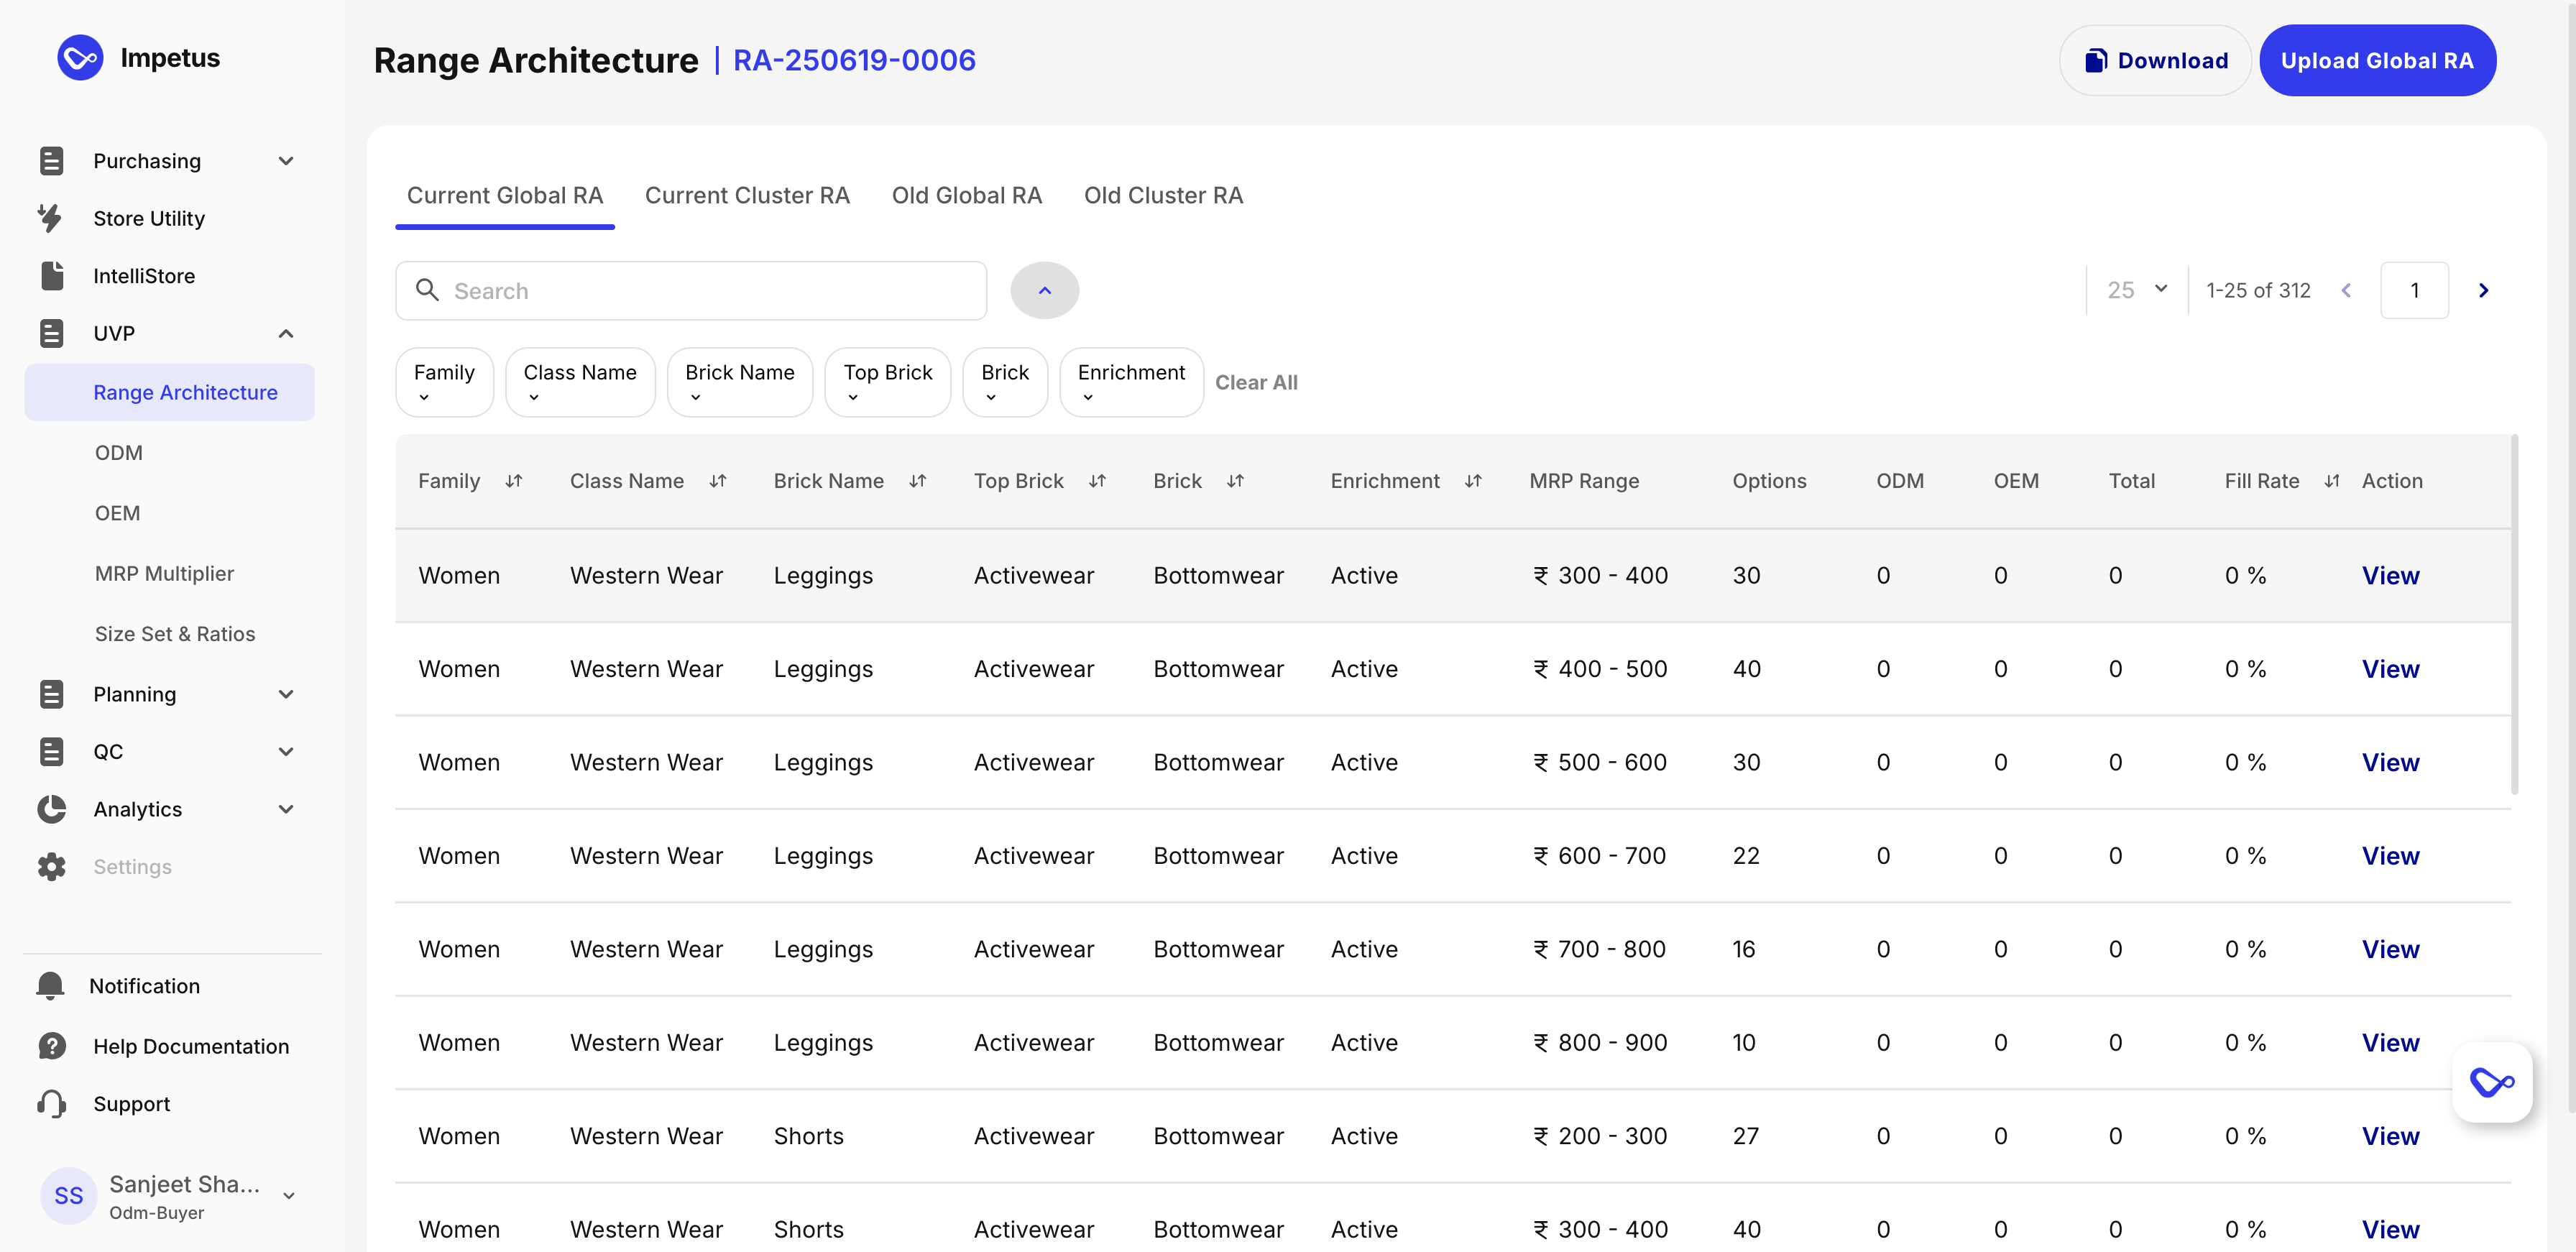 Impetus
Purchasing
Store Utility
IntelliStore
UVP
Range Architecture
ODM
OEM
MRP Multiplier
Size Set & Ratios
Planning
QC
Analytics
Settings
Notification
Help Documentation
Support
SS
Sanjeet Sha...
Odm-Buyer
Range Architecture | RA-250619-0006
Download
Upload Global RA
Current Global RA Current Cluster RA Old Global RA Old Cluster RA
Search
25 1-25 of 312 1
Family Class Name Brick Name Top Brick Brick Enrichment Clear All
Family Class Name Brick Name Top Brick Brick Enrichment MRP Range Options ODM OEM Total Fill Rate Action
Women Western Wear Leggings Activewear Bottomwear Active ₹ 300 - 400 30 0 0 0 0 % View
Women Western Wear Leggings Activewear Bottomwear Active ₹ 400 - 500 40 0 0 0 0 % View
Women Western Wear Leggings Activewear Bottomwear Active ₹ 500 - 600 30 0 0 0 0 % View
Women Western Wear Leggings Activewear Bottomwear Active ₹ 600 - 700 22 0 0 0 0 % View
Women Western Wear Leggings Activewear Bottomwear Active ₹ 700 - 800 16 0 0 0 0 % View
Women Western Wear Leggings Activewear Bottomwear Active ₹ 800 - 900 10 0 0 0 0 % View
Women Western Wear Shorts Activewear Bottomwear Active ₹ 200 - 300 27 0 0 0 0 % View
Women Western Wear Shorts Activewear Bottomwear Active ₹ 300 - 400 40 0 0 0 0 % View